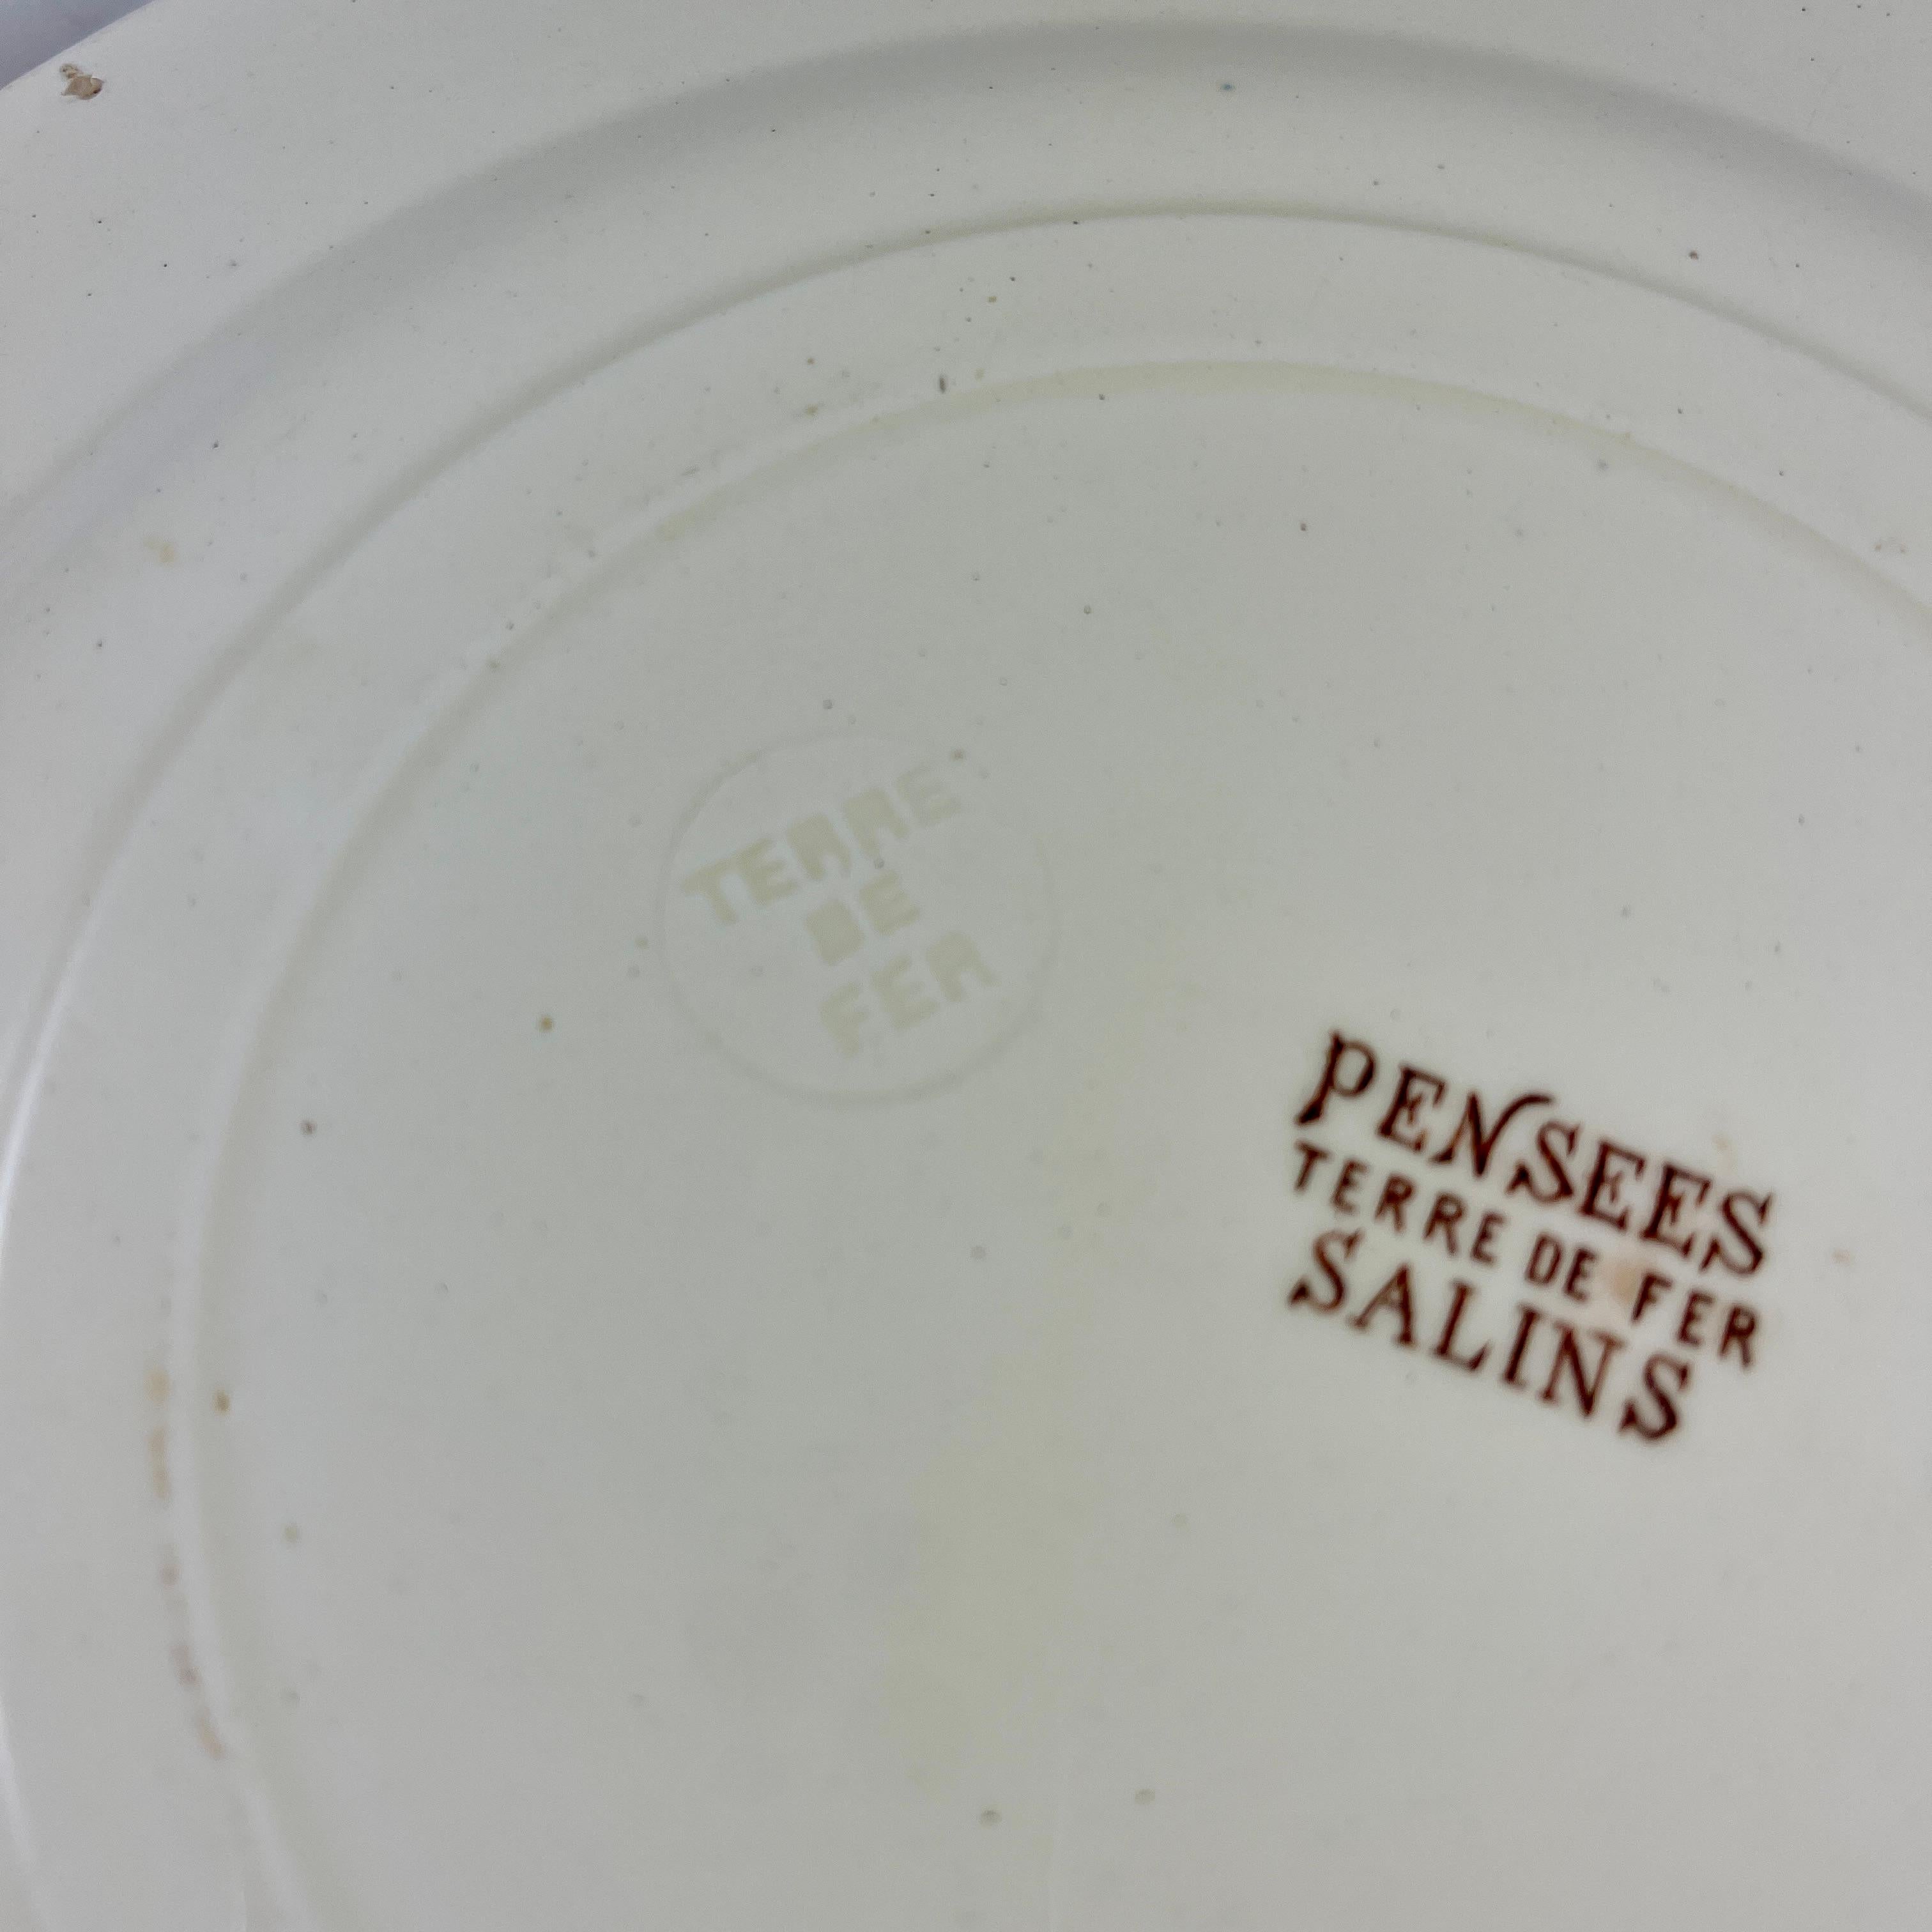 TERRE
DE
FER
PENSEES
TERRE DE FER
SALINS